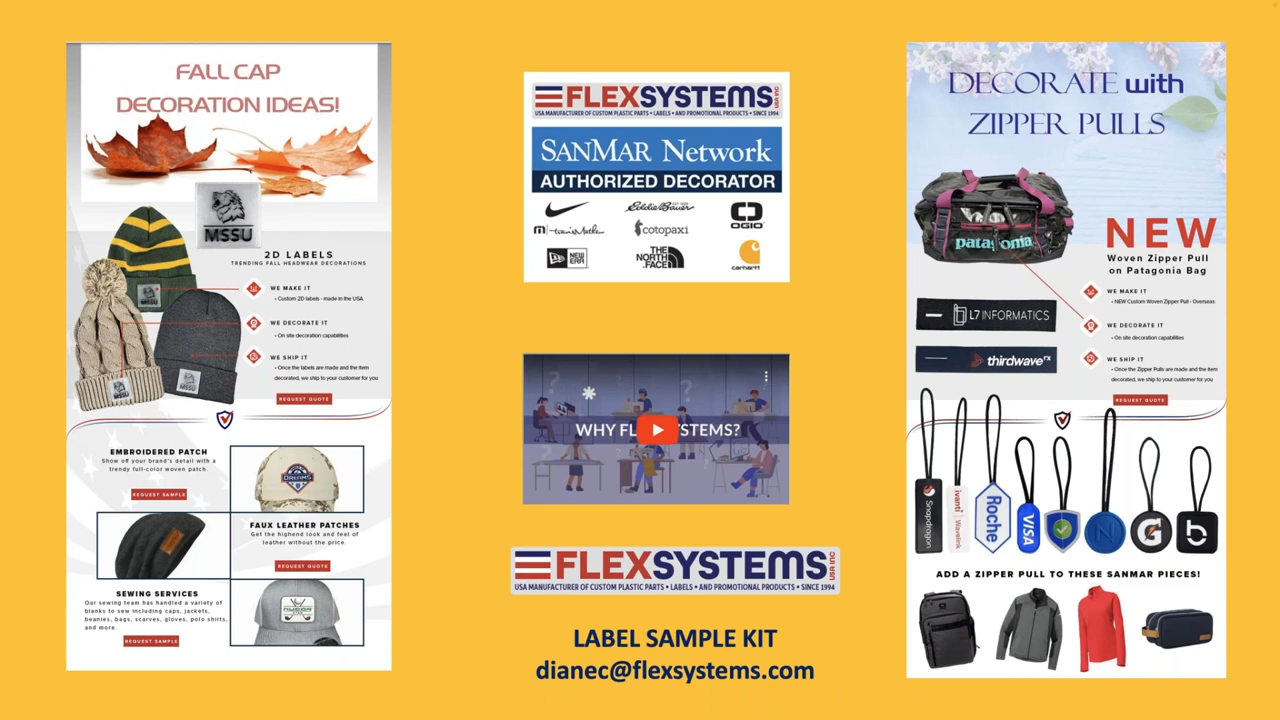 FALL CAP
DECORATION IDEAS!
MSSU
2D LABELS
TRENDING FALL HEADWEAR DECORATIONS
WE MAKE IT
• Custom 2D labels - made in the USA
WE DECORATE IT
• On site decoration capabilities
WE SHIP IT
• Once the labels are made and the item
decorated, we ship to your customer for you
REQUEST QUOTE
MSSU
MSSU
MSSU
EMBROIDERED PATCH
Show off your brand's detail with a
trendy full-color woven patch.
REQUEST SAMPLE
DREAMS
FAUX LEATHER PATCHES
Get the highend look and feel of
leather without the price.
REQUEST QUOTE
SEWING SERVICES
Our sewing team has handled a variety of
blanks to sew including caps, jackets,
beanies, bags, scarves, gloves, polo shirts,
and more.
REQUEST SAMPLE
FLEXSYSTEMS USA INC
USA MANUFACTURER OF CUSTOM PLASTIC PARTS • LABELS • AND PROMOTIONAL PRODUCTS • SINCE 1994
SANMAR Network
AUTHORIZED DECORATOR
Eddie Bauer
EST. 1920
OGIO
TravisMathew
cotopaxi
NEW ERA
THE NORTH FACE
carhartt
WHY FL YSTEMS?
FLEXSYSTEMS USA INC
USA MANUFACTURER OF CUSTOM PLASTIC PARTS • LABELS • AND PROMOTIONAL PRODUCTS • SINCE 1994
LABEL SAMPLE KIT
dianec@flexsystems.com
DECORATE with
ZIPPER PULLS
patagonia
NEW
Woven Zipper Pull
on Patagonia Bag
WE MAKE IT
• NEW Custom Woven Zipper Pull - Overseas
WE DECORATE IT
• On site decoration capabilities
WE SHIP IT
• Once the Zipper Pulls are made and the item
decorated, we ship to your customer for you
REQUEST QUOTE
L7 INFORMATICS
thirdwave rx
Snapdragon
ivanti Wavelink
Roche
VISA
N
G
b
ADD A ZIPPER PULL TO THESE SANMAR PIECES!